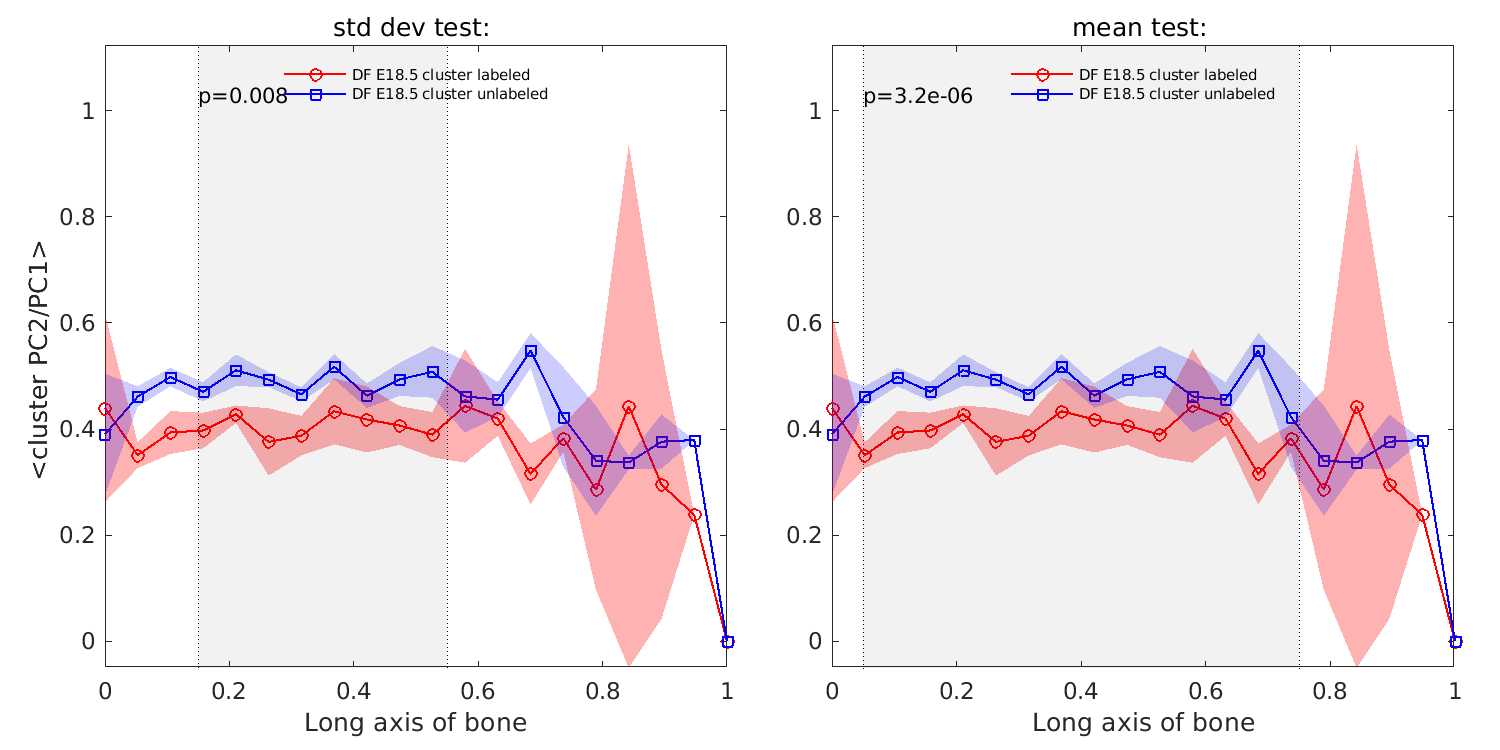 std dev test:
DF E18.5 cluster labeled
p=0.008
DF E18.5 cluster unlabeled
<cluster PC2/PC1>
1
0.8
0.6
0.4
0.2
0
0 0.2 0.4 0.6 0.8 1
Long axis of bone
mean test:
DF E18.5 cluster labeled
p=3.2e-06
DF E18.5 cluster unlabeled
1
0.8
0.6
0.4
0.2
0
0 0.2 0.4 0.6 0.8 1
Long axis of bone